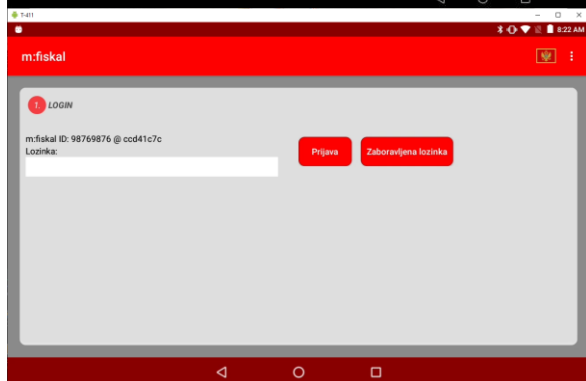 T-411
8:22 AM
m:fiskal
1. LOGIN
m:fiskal ID: 98769876 @ ccd41c7c
Lozinka:
Prijava
Zaboravljena lozinka